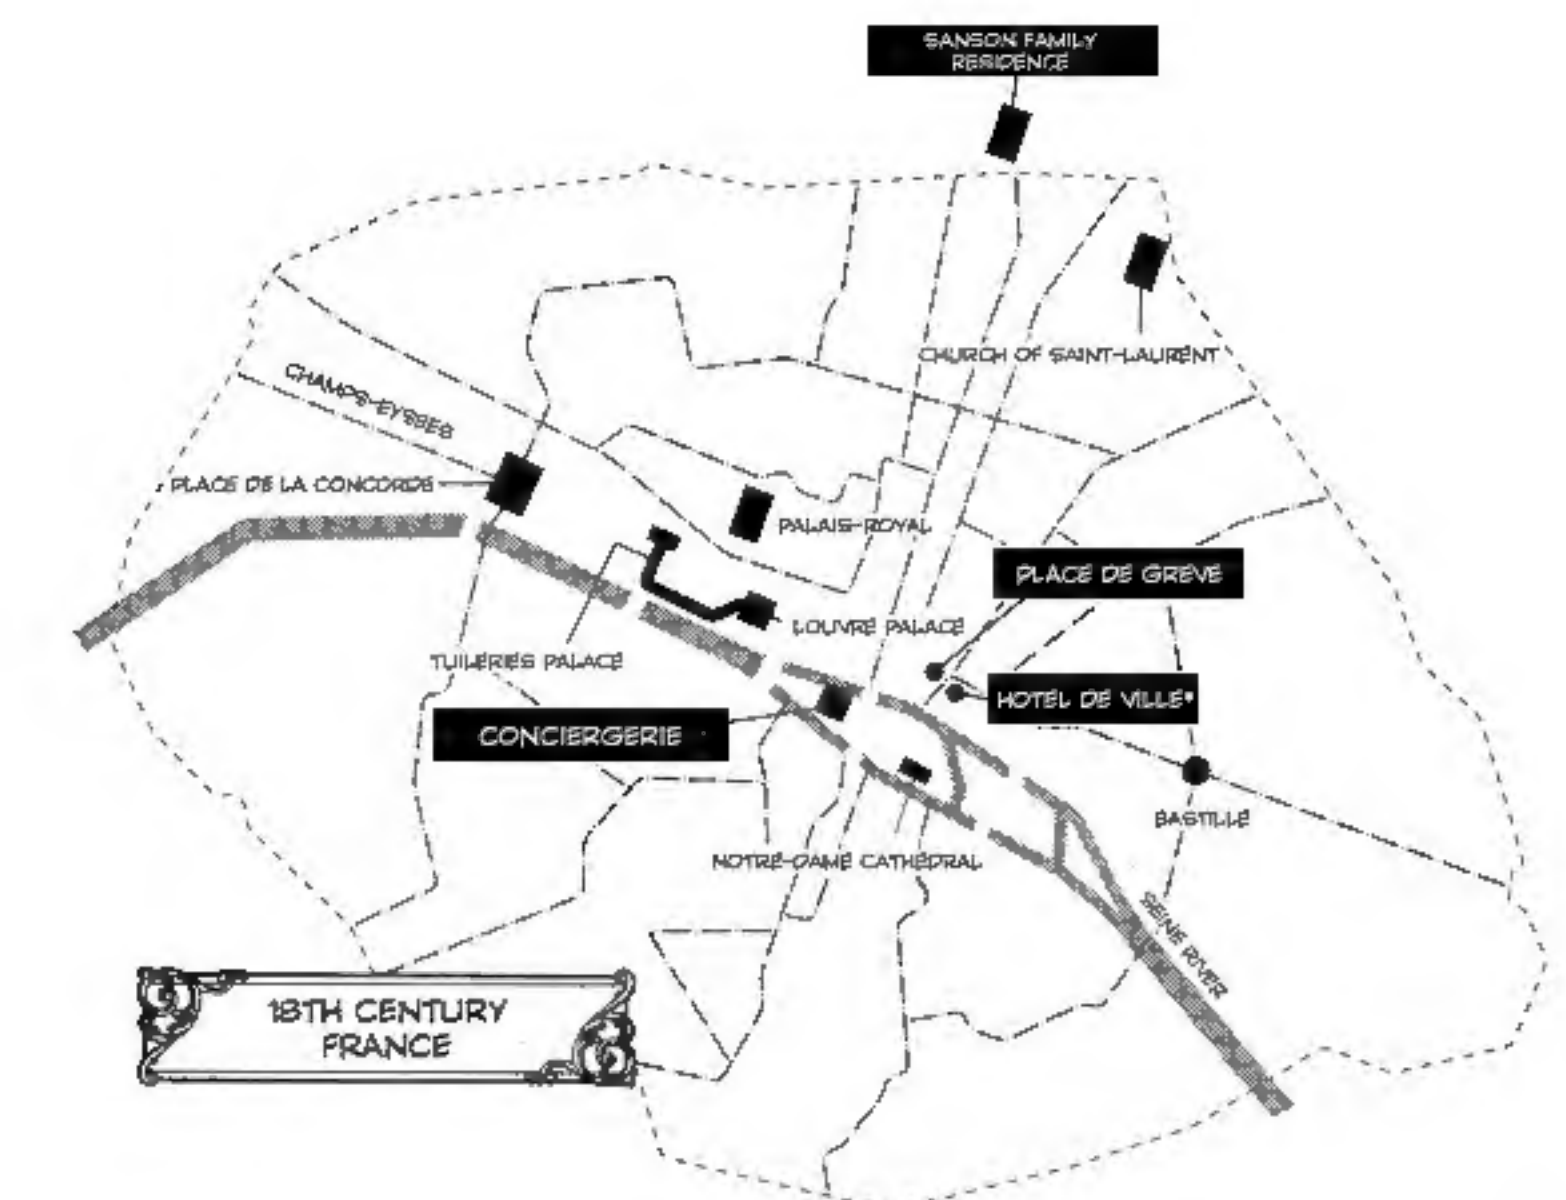 SANSON FAMILY
RESIDENCE
CHURCH OF SAINT-LAURENT
CHAMPS-EYSSES
PLACE DE LA CONCORDE
PALAIS-ROYAL
PLACE DE GREVE
LOUVRE PALACE
TUILERIES PALACE
HOTEL DE VILLE*
CONCIERGERIE
BASTILLE
NOTRE-DAME CATHEDRAL
SEINE RIVER
18TH CENTURY
FRANCE